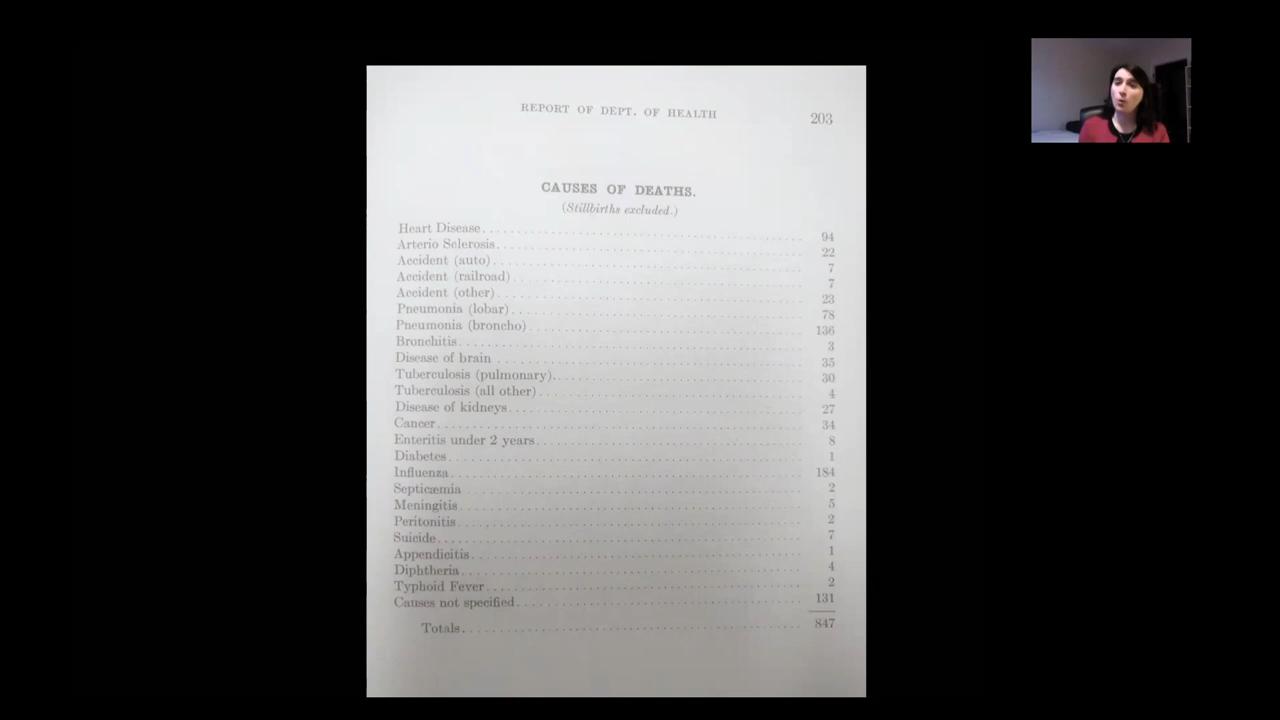 REPORT OF DEPT. OF HEALTH 203
CAUSES OF DEATHS.
(Stillbirths excluded.)
Heart Disease 94
Arterio Sclerosis 22
Accident (auto) 7
Accident (railroad) 7
Accident (other) 23
Pneumonia (lobar) 78
Pneumonia (broncho) 136
Bronchitis 3
Disease of brain 35
Tuberculosis (pulmonary) 30
Tuberculosis (all other) 4
Disease of kidneys 27
Cancer 34
Enteritis under 2 years 8
Diabetes 1
Influenza 184
Septicæmia 2
Meningitis 5
Peritonitis 2
Suicide 7
Appendicitis 1
Diphtheria 4
Typhoid Fever 2
Causes not specified 131
Totals 847